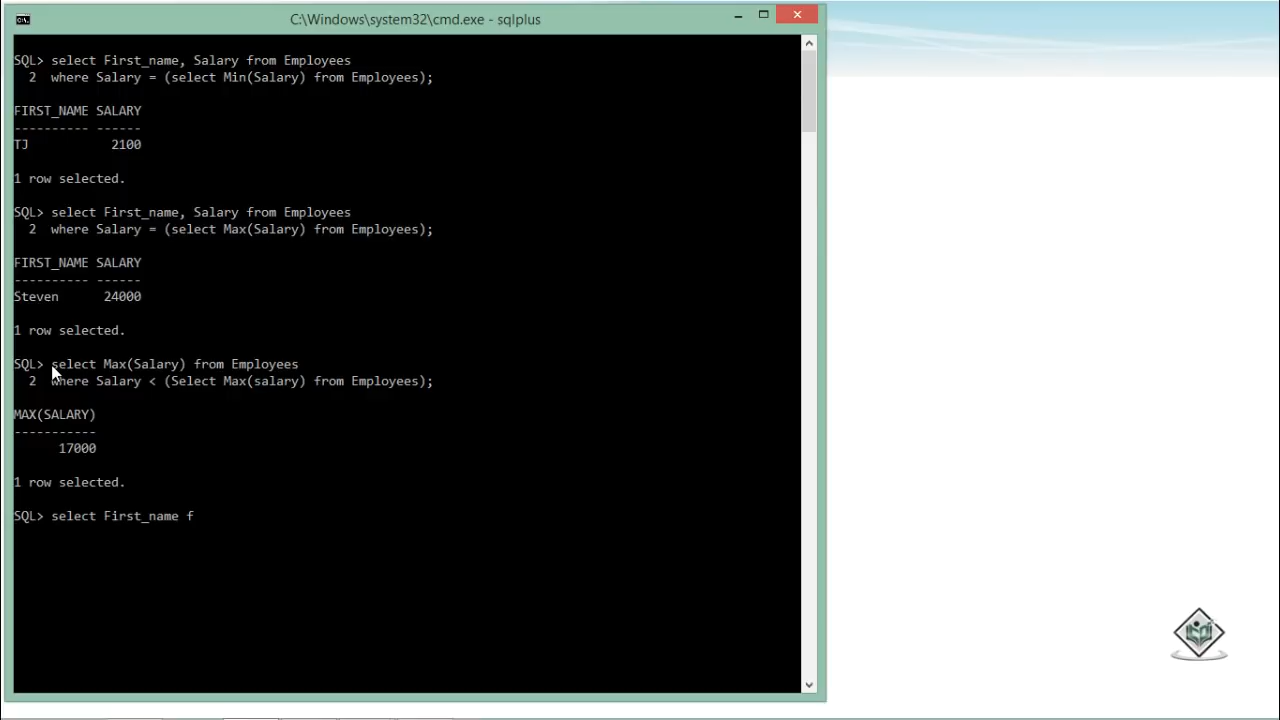 C:\Windows\system32\cmd.exe - sqlplus
SQL> select First_name, Salary from Employees
2 where Salary = (select Min(Salary) from Employees);
FIRST_NAME SALARY
---------- ------
TJ 2100
1 row selected.
SQL> select First_name, Salary from Employees
2 where Salary = (select Max(Salary) from Employees);
FIRST_NAME SALARY
---------- ------
Steven 24000
1 row selected.
SQL> select Max(Salary) from Employees
2 where Salary < (Select Max(salary) from Employees);
MAX(SALARY)
-----------
17000
1 row selected.
SQL> select First_name f